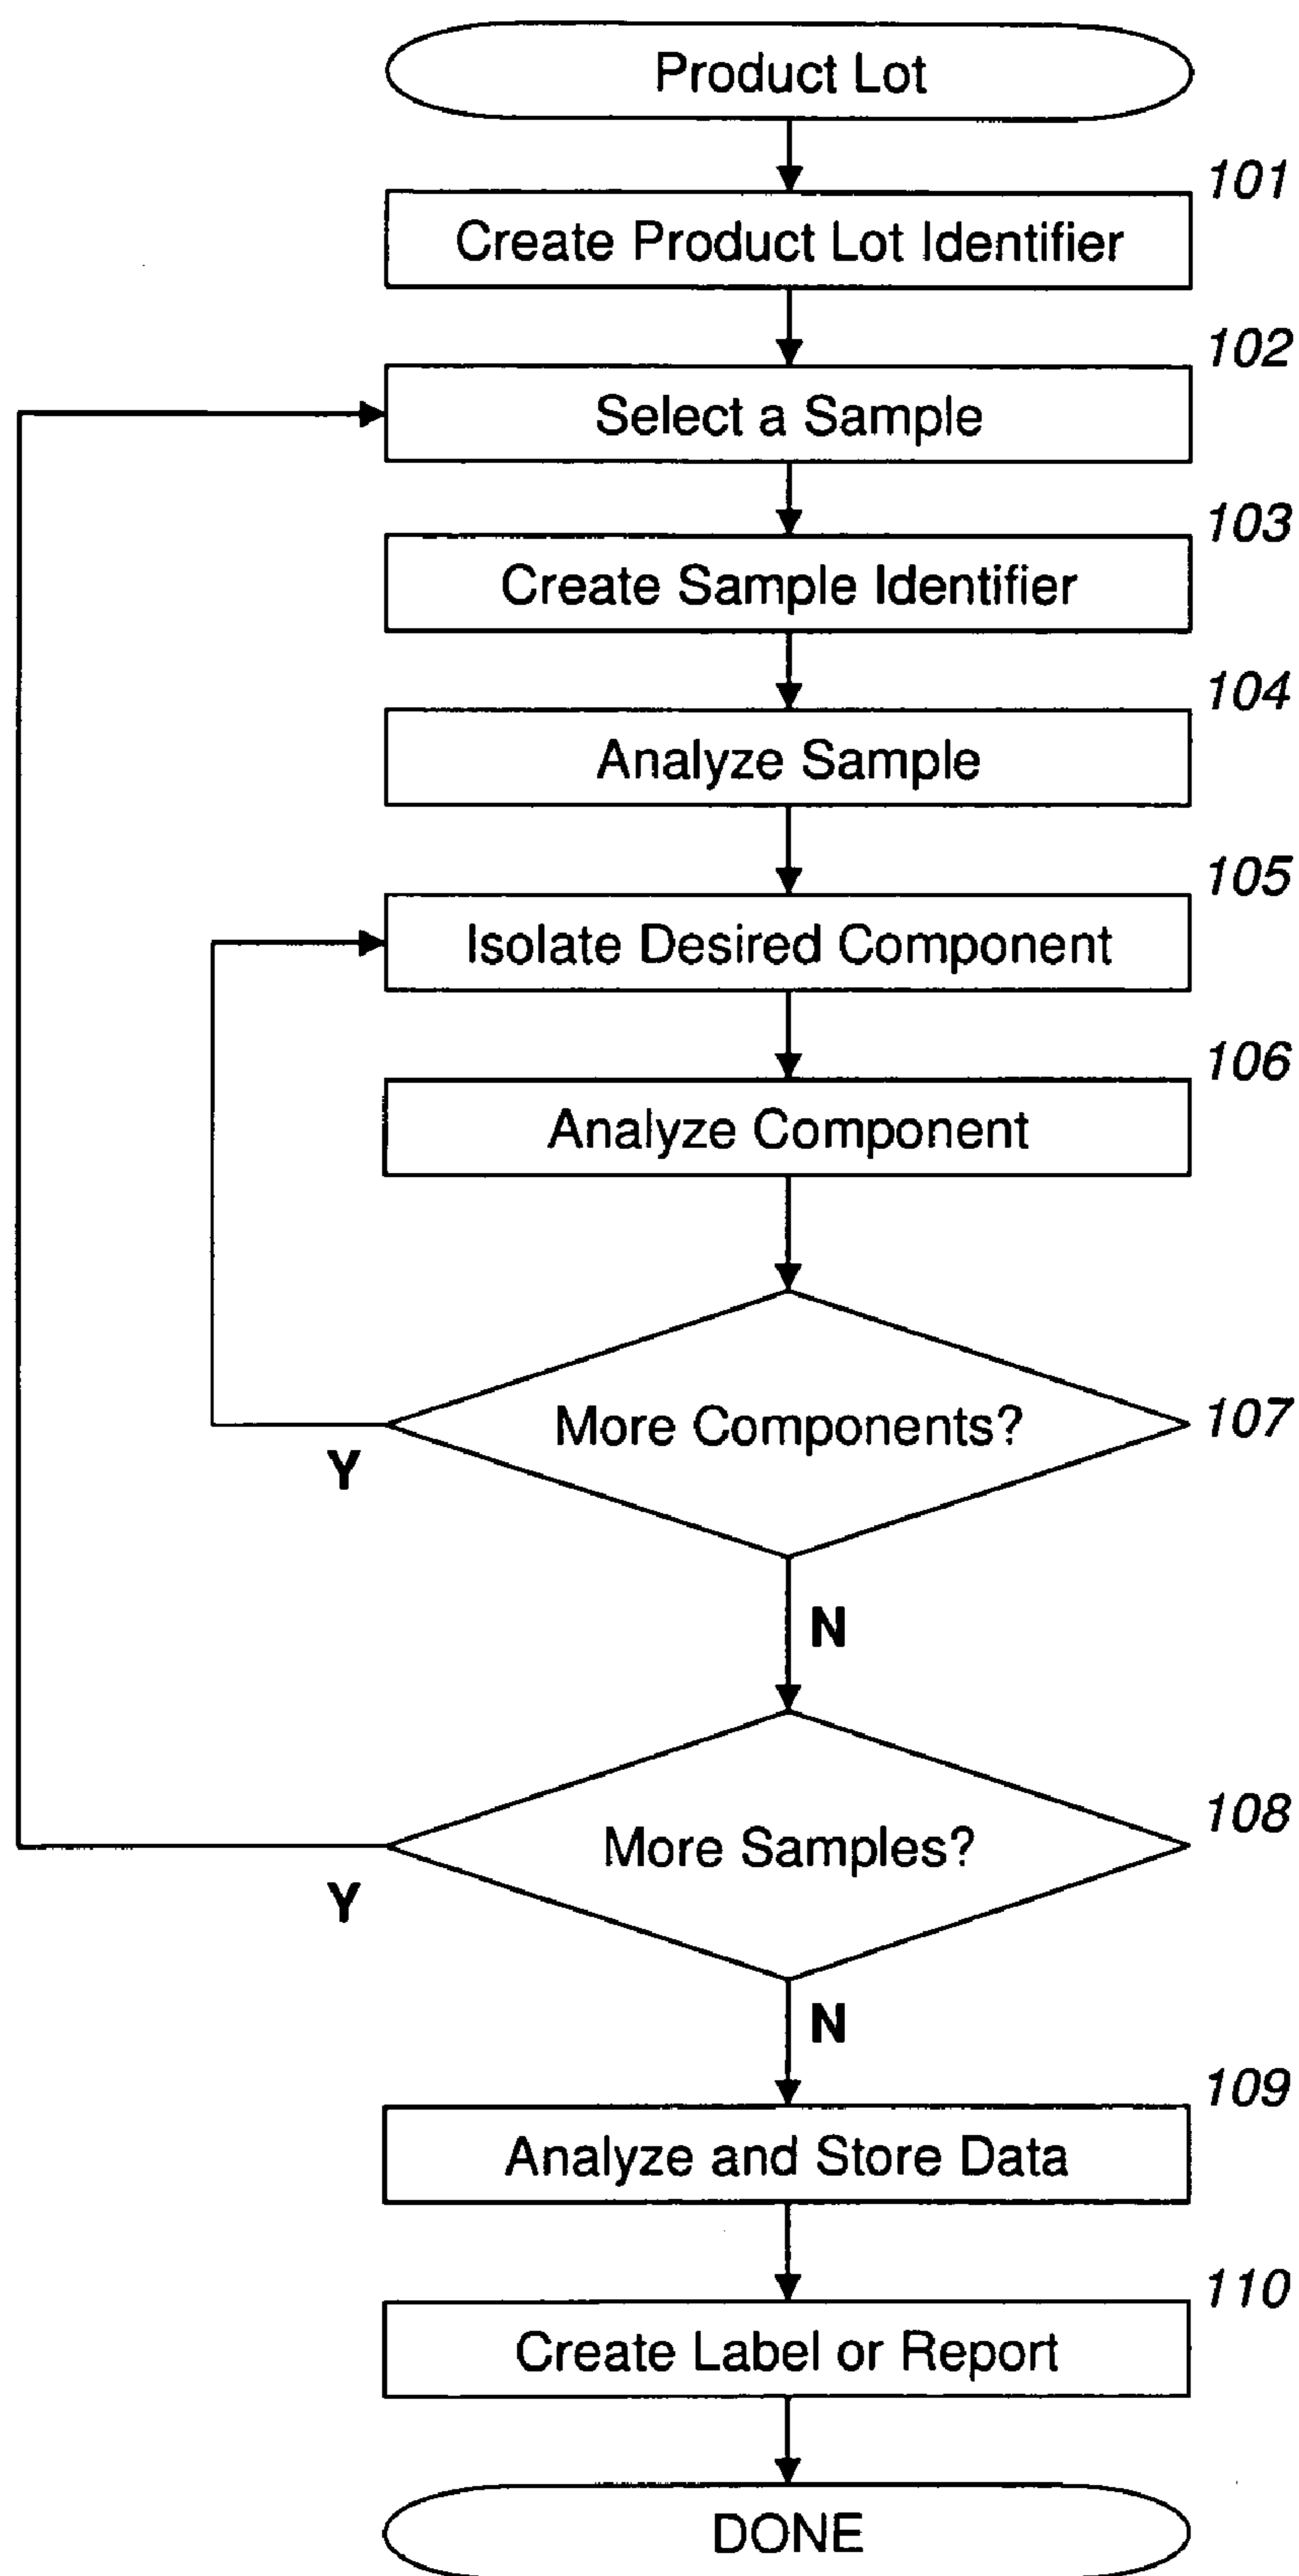 Product Lot
101
Create Product Lot Identifier
102
Select a Sample
103
Create Sample Identifier
104
Analyze Sample
105
Isolate Desired Component
106
Analyze Component
More Components?
107
Y
N
More Samples?
108
Y
N
109
Analyze and Store Data
110
Create Label or Report
DONE